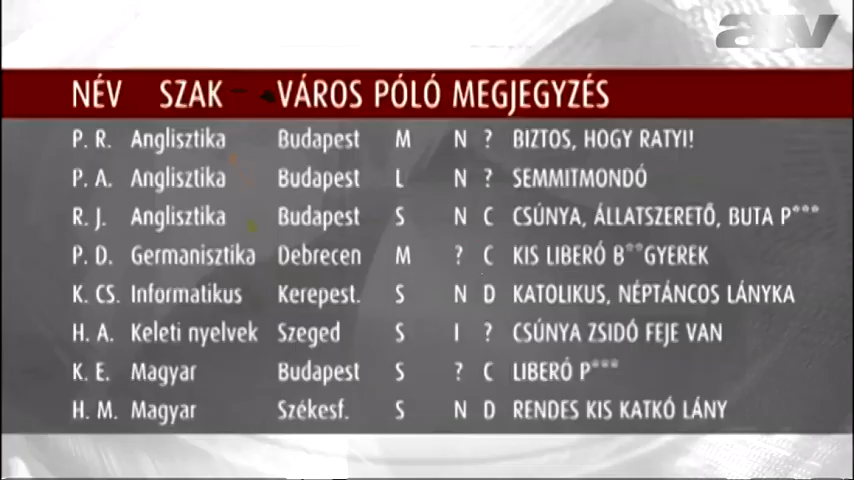 atv
NÉV SZAK VÁROS PÓLÓ MEGJEGYZÉS
P. R. Anglisztika Budapest M N ? BIZTOS, HOGY RATYI!
P. A. Anglisztika Budapest L N ? SEMMITMONDÓ
R. J. Anglisztika Budapest S N C CSÚNYA, ÁLLATSZERETŐ, BUTA P***
P. D. Germanisztika Debrecen M ? C KIS LIBERÓ B**GYEREK
K. CS. Informatikus Kerepest. S N D KATOLIKUS, NÉPTÁNCOS LÁNYKA
H. A. Keleti nyelvek Szeged S I ? CSÚNYA ZSIDÓ FEJE VAN
K. E. Magyar Budapest S ? C LIBERÓ P***
H. M. Magyar Székesf. S N D RENDES KIS KATKÓ LÁNY